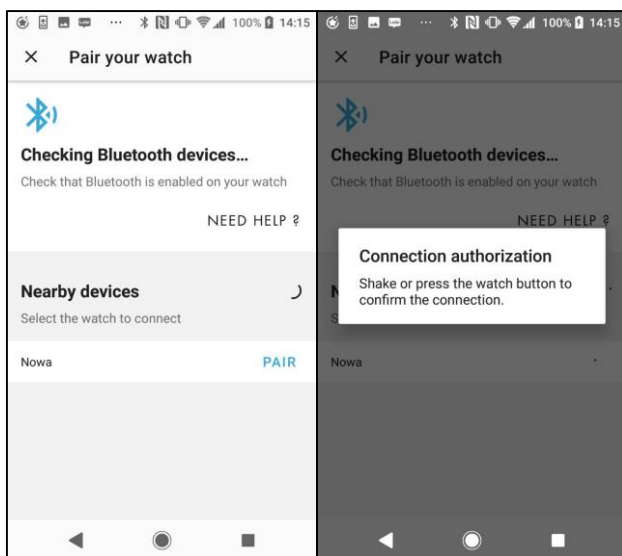 100% 14:15
Pair your watch
Checking Bluetooth devices...
Check that Bluetooth is enabled on your watch
NEED HELP ?
Nearby devices
Select the watch to connect
Nowa PAIR
100% 14:15
Pair your watch
Checking Bluetooth devices...
Check that Bluetooth is enabled on your watch
NEED HELP ?
Connection authorization
Shake or press the watch button to
confirm the connection.
N
S
Nowa